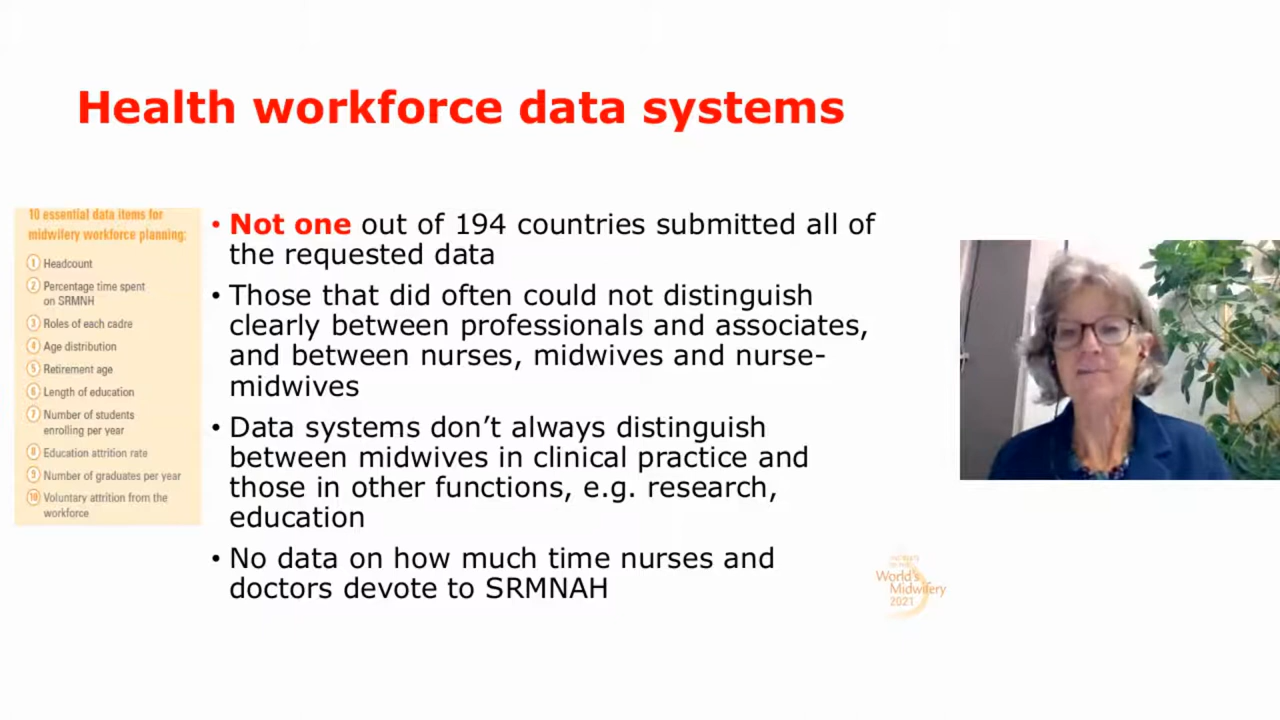 Health workforce data systems
10 essential data items for
midwifery workforce planning:
1 Headcount
2 Percentage time spent
on SRMNH
3 Roles of each cadre
4 Age distribution
5 Retirement age
6 Length of education
7 Number of students
enrolling per year
8 Education attrition rate
9 Number of graduates per year
10 Voluntary attrition from the
workforce
• Not one out of 194 countries submitted all of
the requested data
• Those that did often could not distinguish
clearly between professionals and associates,
and between nurses, midwives and nurse-
midwives
• Data systems don’t always distinguish
between midwives in clinical practice and
those in other functions, e.g. research,
education
• No data on how much time nurses and
doctors devote to SRMNAH
World's
Midwifery
2021